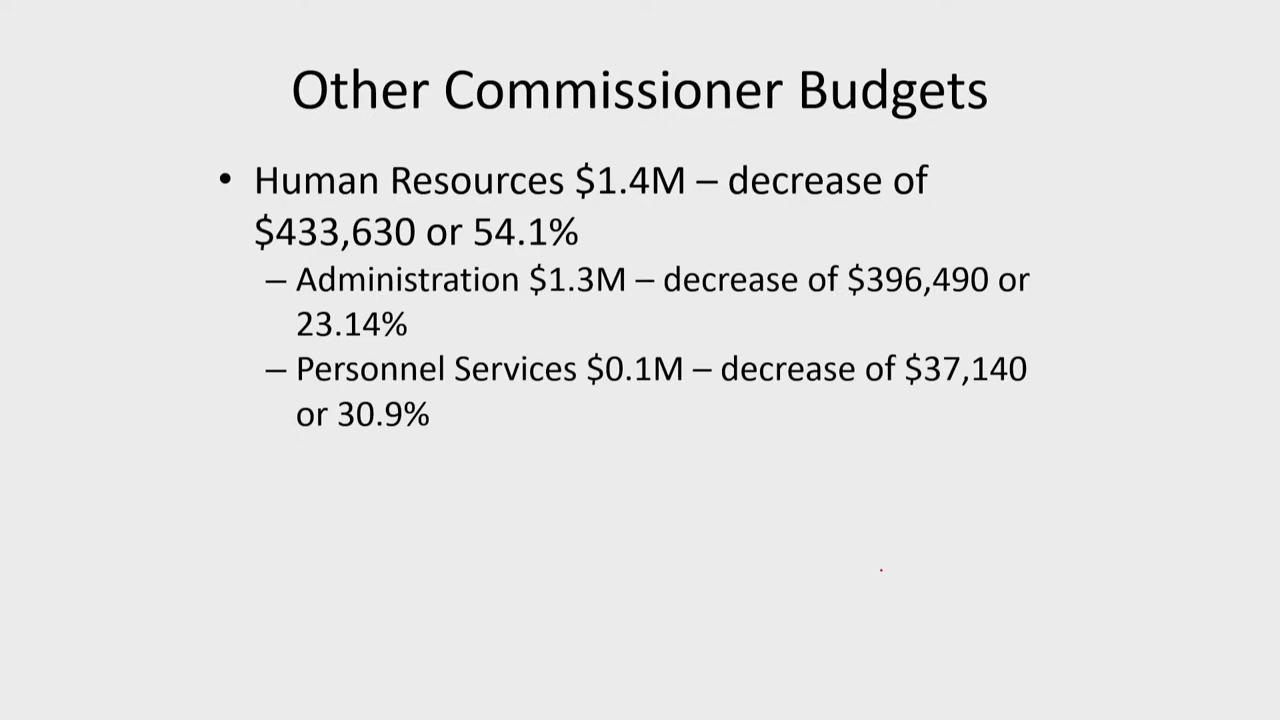 Other Commissioner Budgets
• Human Resources $1.4M – decrease of
$433,630 or 54.1%
– Administration $1.3M – decrease of $396,490 or
23.14%
– Personnel Services $0.1M – decrease of $37,140
or 30.9%